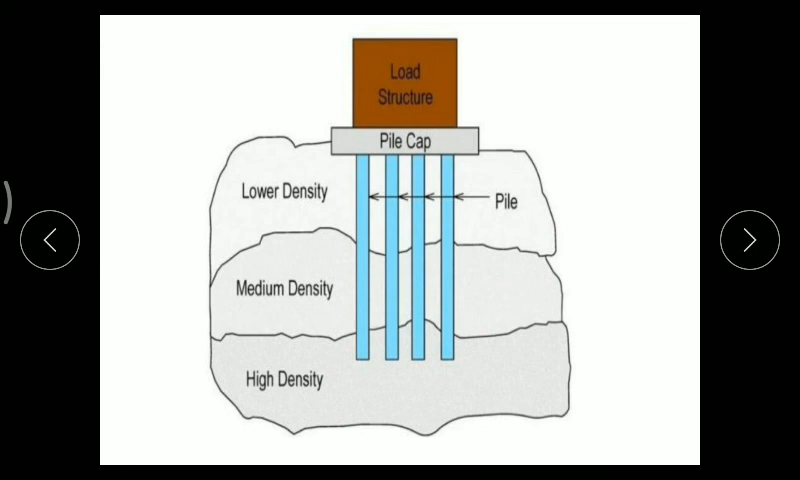 Load
Structure
Pile Cap
Lower Density
Pile
Medium Density
High Density